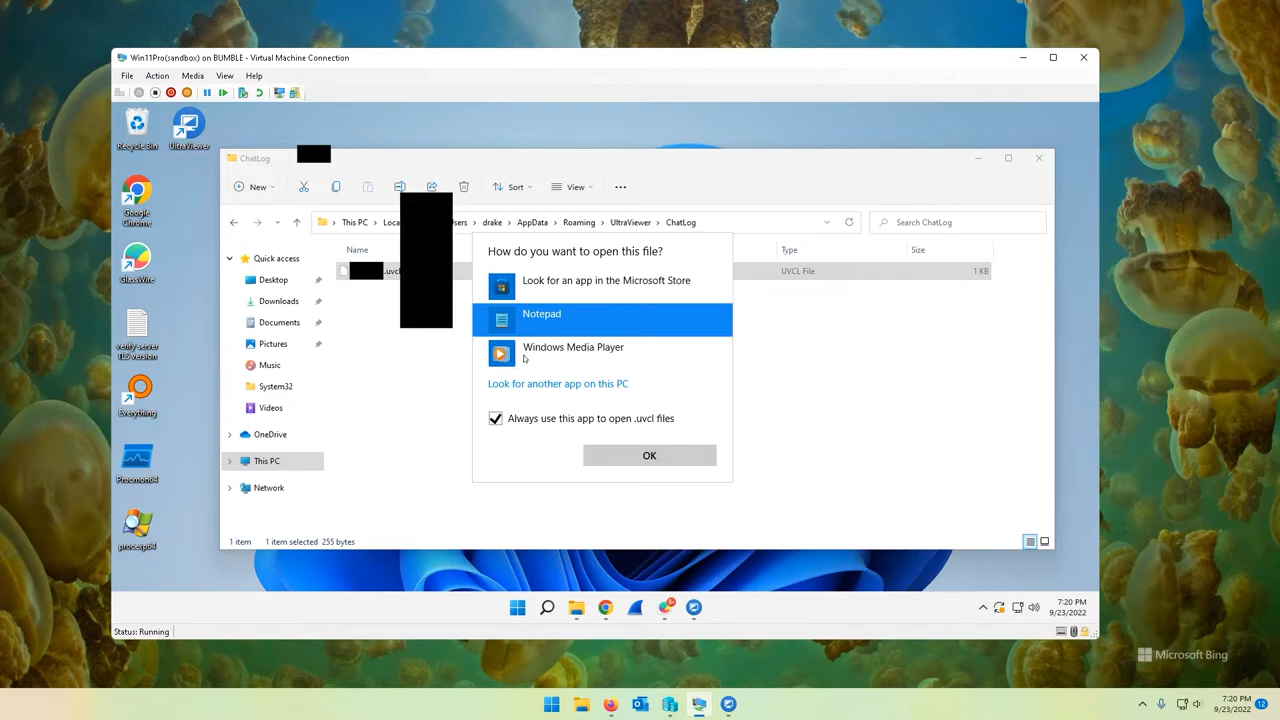 Win11Pro(sandbox) on BUMBLE - Virtual Machine Connection
File Action Media View Help
Recycle Bin
UltraViewer
Google Chrome
GlassWire
verify server TLS version
Everything
Procmon64
procexp64
ChatLog
New Sort View
This PC Loca sers drake AppData Roaming UltraViewer ChatLog
Search ChatLog
Name Type Size
.uvcl UVCL File 1 KB
Quick access
Desktop
Downloads
Documents
Pictures
Music
System32
Videos
OneDrive
This PC
Network
How do you want to open this file?
Look for an app in the Microsoft Store
Notepad
Windows Media Player
Look for another app on this PC
Always use this app to open .uvcl files
OK
1 item 1 item selected 255 bytes
9+
7:20 PM
9/23/2022
Status: Running
Microsoft Bing
7:20 PM
9/23/2022
12